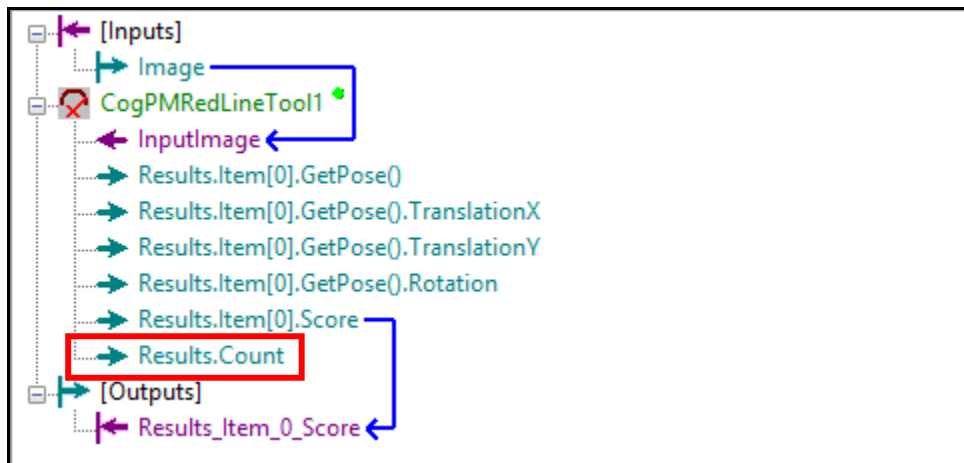 [Inputs]
Image
CogPMRedLineTool1
InputImage
Results.Item[0].GetPose()
Results.Item[0].GetPose().TranslationX
Results.Item[0].GetPose().TranslationY
Results.Item[0].GetPose().Rotation
Results.Item[0].Score
Results.Count
[Outputs]
Results_Item_0_Score